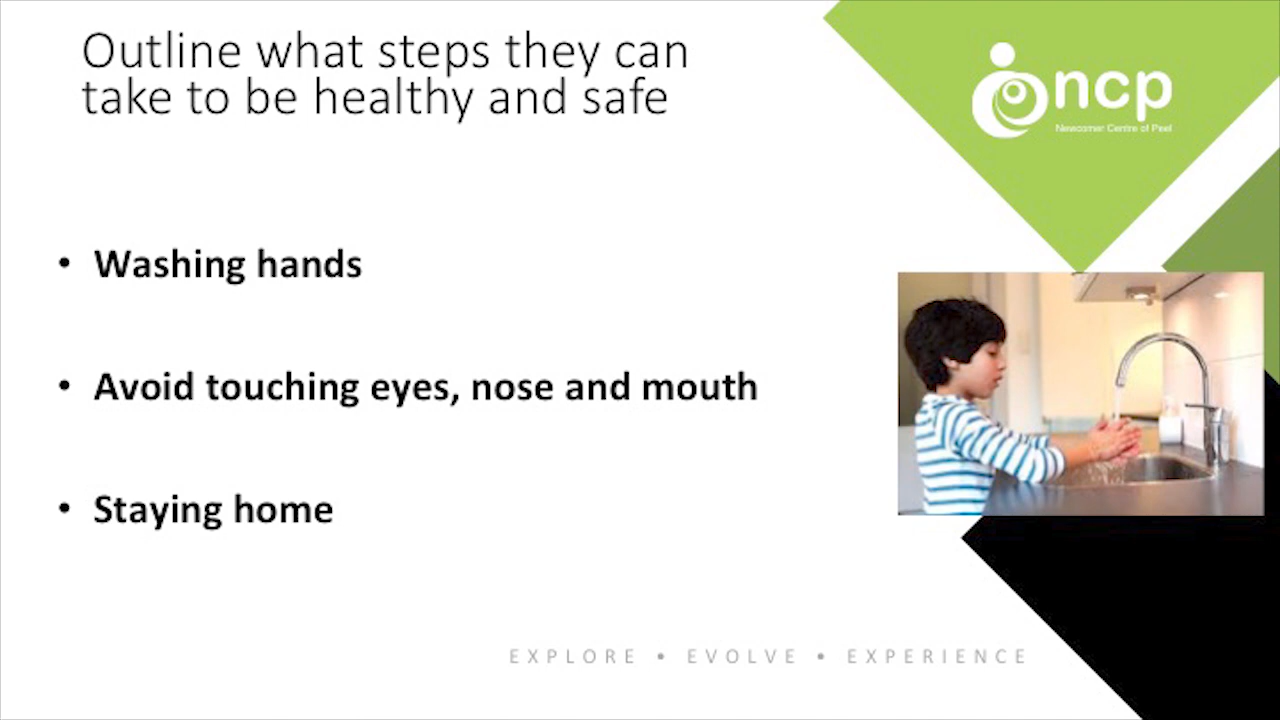 Outline what steps they can
take to be healthy and safe
ncp
Newcomer Centre of Peel
• Washing hands
• Avoid touching eyes, nose and mouth
• Staying home
EXPLORE • EVOLVE • EXPERIENCE